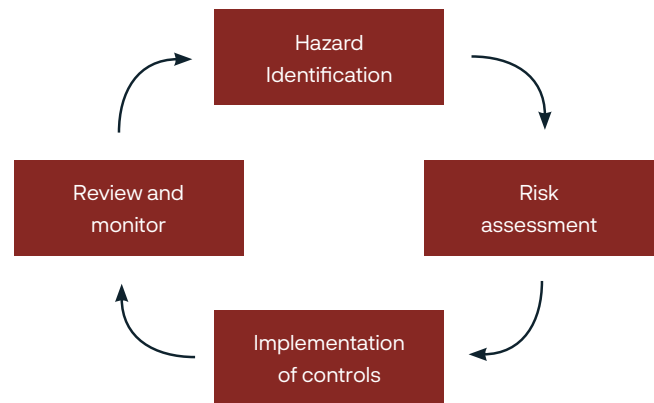 Hazard
Identification
Risk
assessment
Implementation
of controls
Review and
monitor